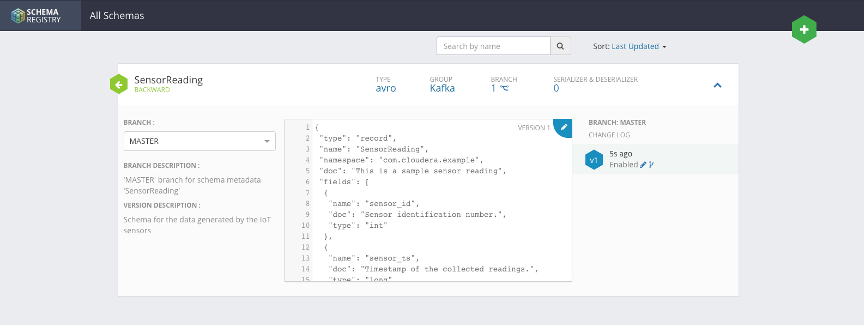 SCHEMA
REGISTRY
All Schemas
Search by name
Sort: Last Updated
SensorReading
BACKWARD
TYPE
avro
GROUP
Kafka
BRANCH
1
SERIALIZER & DESERIALIZER
0
BRANCH :
MASTER
BRANCH DESCRIPTION :
'MASTER' branch for schema metadata
'SensorReading'
VERSION DESCRIPTION :
Schema for the data generated by the IoT
sensors
VERSION 1
1 {
2 "type": "record",
3 "name": "SensorReading",
4 "namespace": "com.cloudera.example",
5 "doc": "This is a sample sensor reading",
6 "fields": [
7 {
8 "name": "sensor_id",
9 "doc": "Sensor identification number.",
10 "type": "int"
11 },
12 {
13 "name": "sensor_ts",
14 "doc": "Timestamp of the collected readings.",
15 "type": "long"
BRANCH: MASTER
CHANGE LOG
v1
5s ago
Enabled